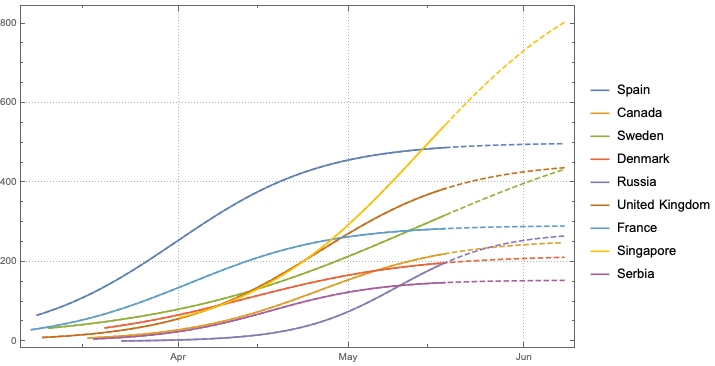 800
600
400
200
0
Apr May Jun
Spain
Canada
Sweden
Denmark
Russia
United Kingdom
France
Singapore
Serbia